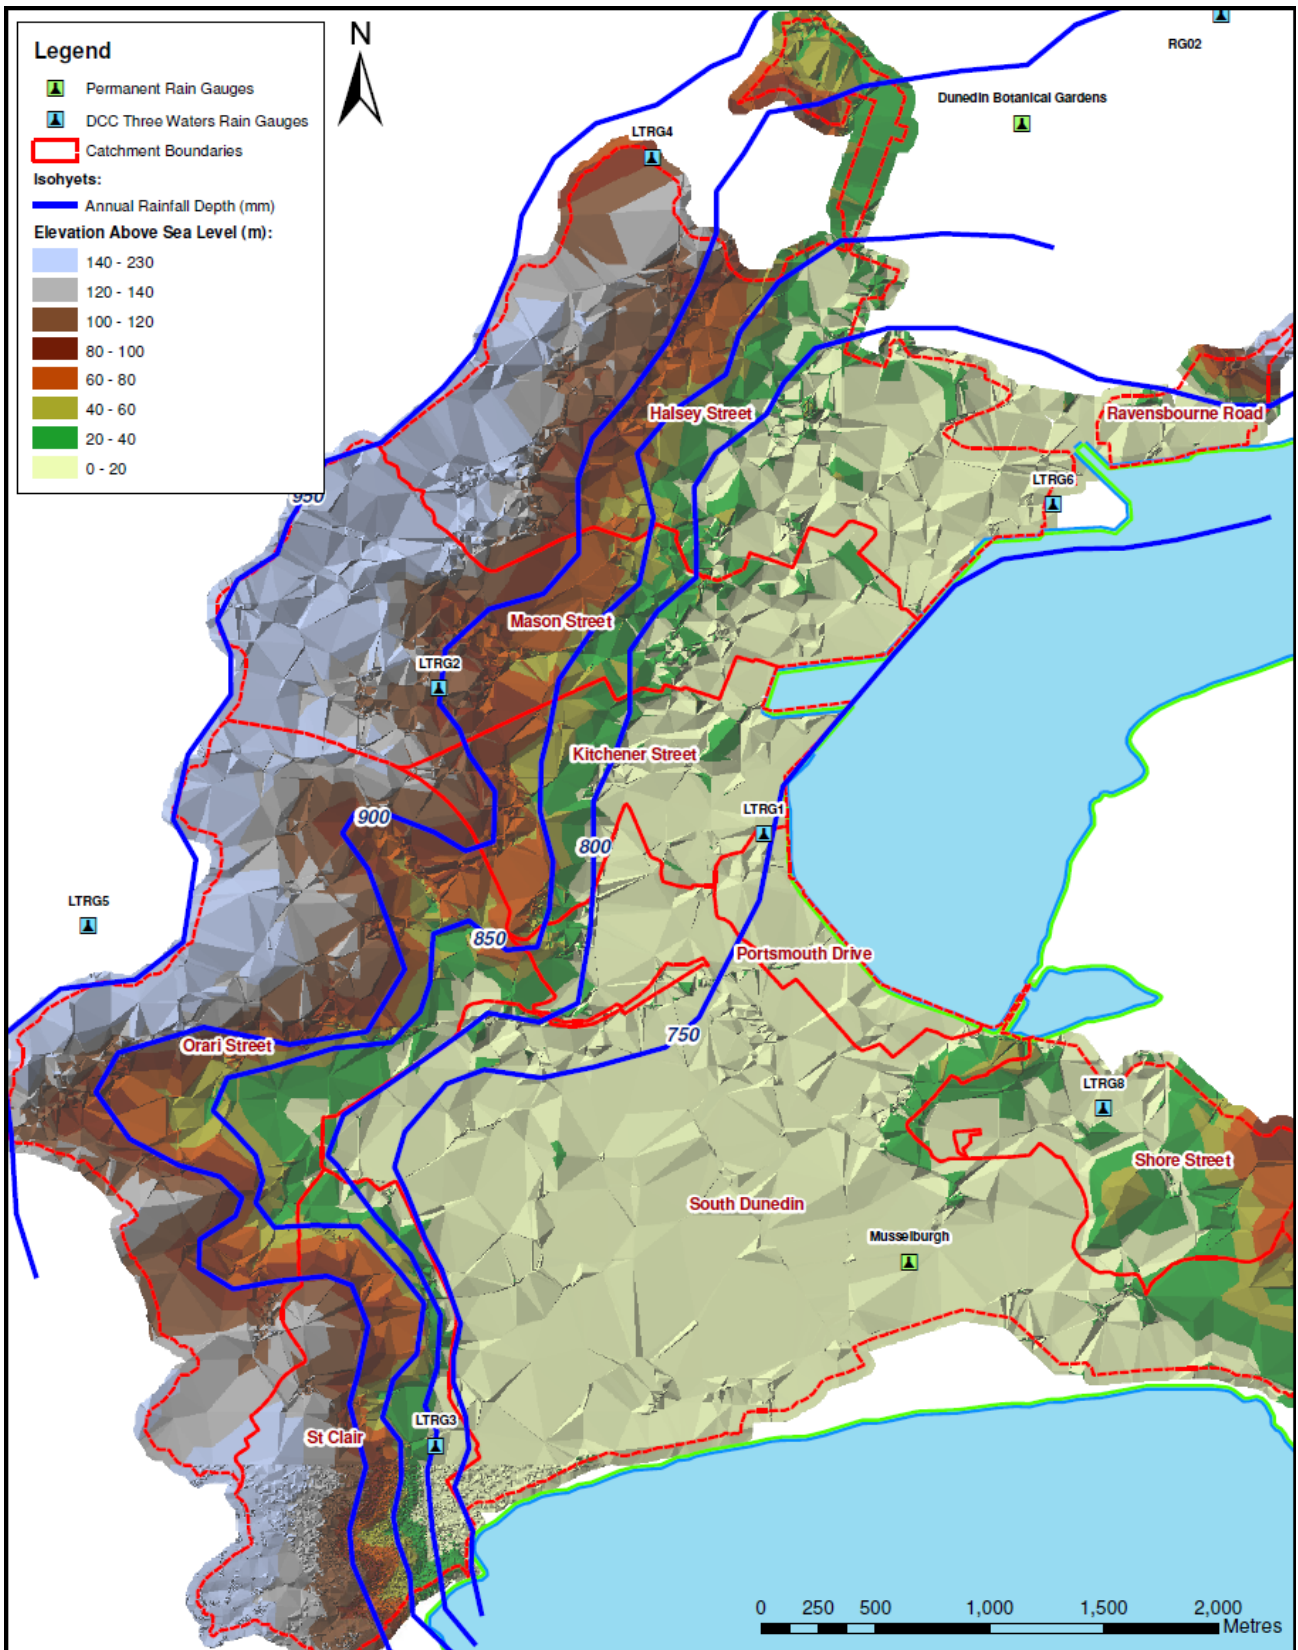 Legend
Permanent Rain Gauges
DCC Three Waters Rain Gauges
Catchment Boundaries
Isohyets:
Annual Rainfall Depth (mm)
Elevation Above Sea Level (m):
140 - 230
120 - 140
100 - 120
80 - 100
60 - 80
40 - 60
20 - 40
0 - 20
N
RG02
Dunedin Botanical Gardens
LTRG4
Halsey Street
Ravensbourne Road
LTRG6
950
Mason Street
LTRG2
Kitchener Street
LTRG1
900
800
LTRG5
850
Portsmouth Drive
750
Orari Street
LTRG8
Shore Street
South Dunedin
Musselburgh
LTRG3
St Clair
0 250 500 1,000 1,500 2,000
Metres